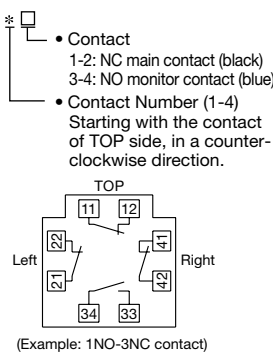 * □
• Contact
1-2: NC main contact (black)
3-4: NO monitor contact (blue)
• Contact Number (1-4)
Starting with the contact
of TOP side, in a counter-
clockwise direction.
TOP
11 12
22 41
Left Right
21 42
34 33
(Example: 1NO-3NC contact)